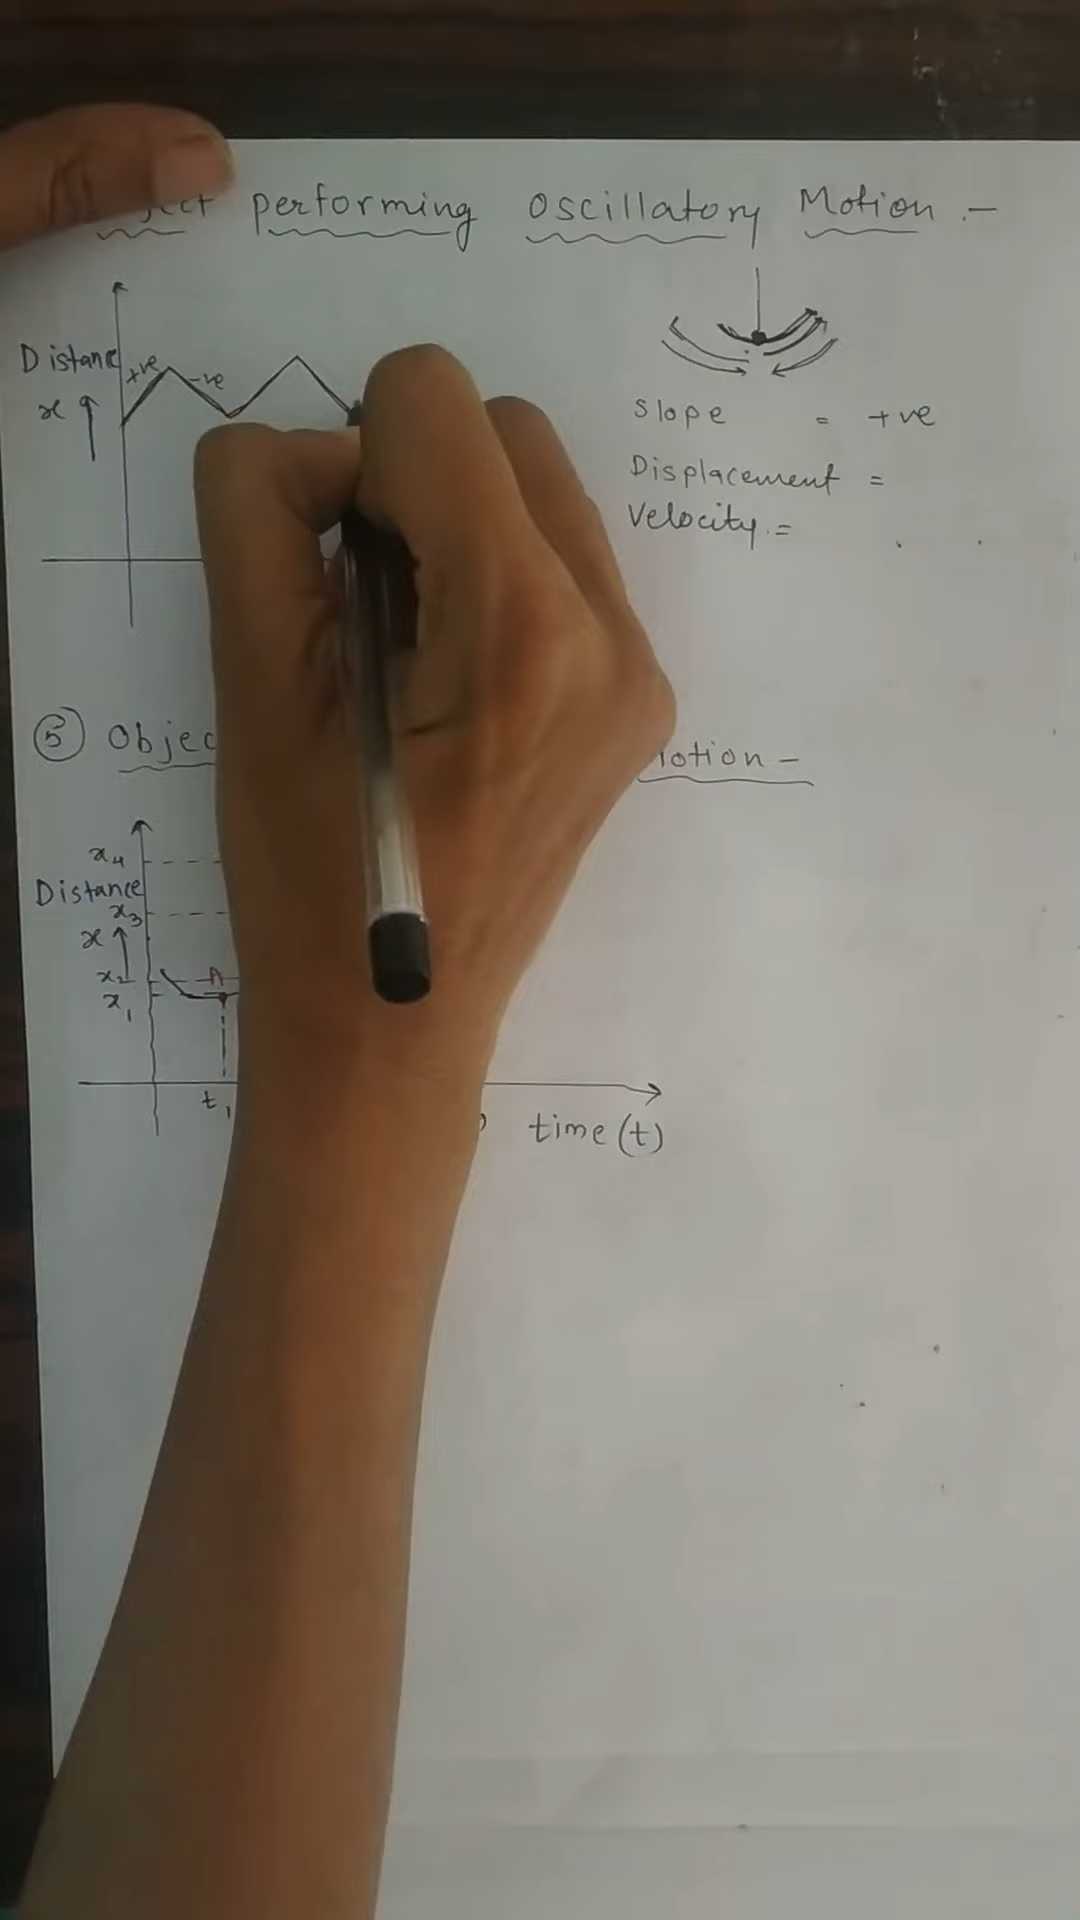 performing Oscillatory Motion :-
Distance
x
+ve
-ve
Slope = +ve
Displacement =
Velocity =
5 Objec
otion -
x4
Distance
x3
x
x2
A
x1
t1
time (t)